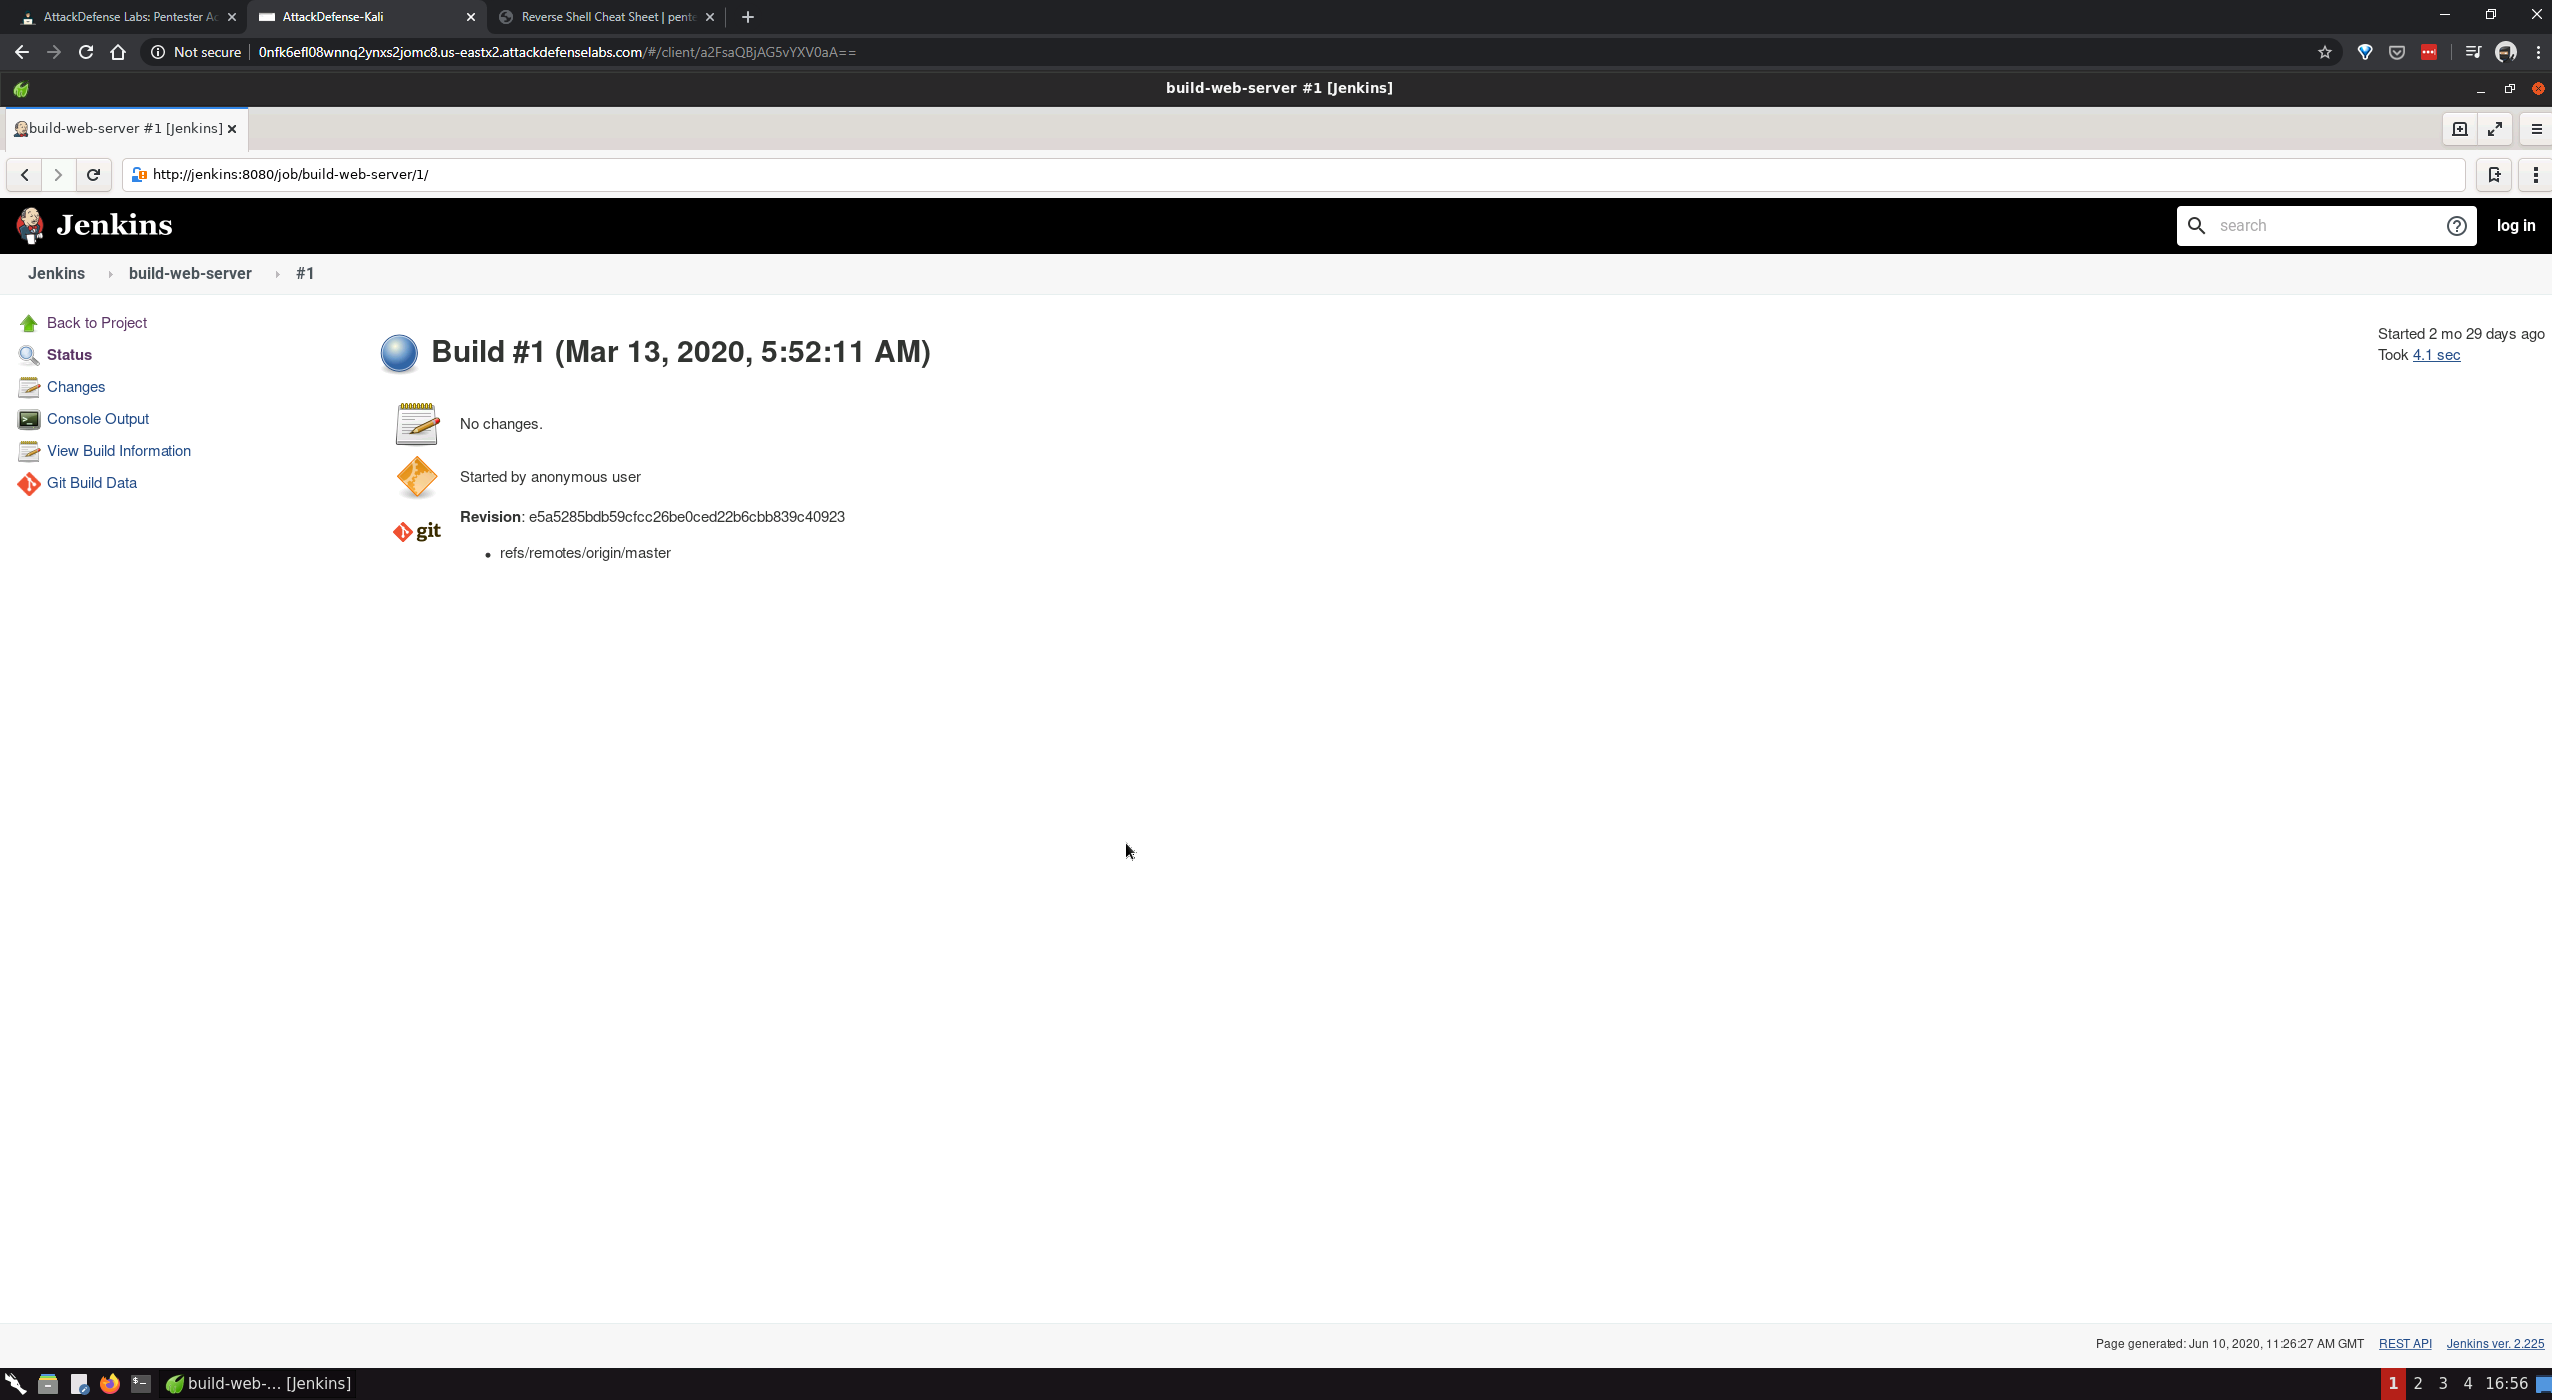 AttackDefense Labs: Pentester Ac
AttackDefense-Kali
Reverse Shell Cheat Sheet | pente
Not secure
0nfk6efl08wnnq2ynxs2jomc8.us-eastx2.attackdefenselabs.com/#/client/a2FsaQBjAG5vYXV0aA==
build-web-server #1 [Jenkins]
build-web-server #1 [Jenkins]
http://jenkins:8080/job/build-web-server/1/
Jenkins
search
log in
Jenkins
build-web-server
#1
Back to Project
Status
Changes
Console Output
View Build Information
Git Build Data
Build #1 (Mar 13, 2020, 5:52:11 AM)
Started 2 mo 29 days ago
Took 4.1 sec
No changes.
Started by anonymous user
git
Revision: e5a5285bdb59cfcc26be0ced22b6cbb839c40923
refs/remotes/origin/master
Page generated: Jun 10, 2020, 11:26:27 AM GMT
REST API
Jenkins ver. 2.225
build-web-... [Jenkins]
1 2 3 4 16:56